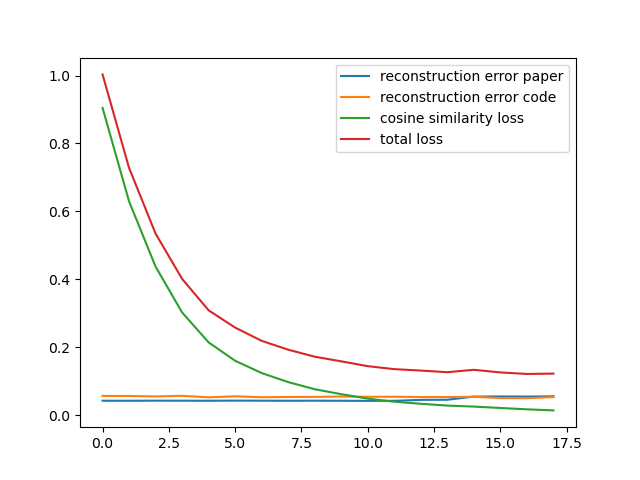 reconstruction error paper
reconstruction error code
cosine similarity loss
total loss
1.0
0.8
0.6
0.4
0.2
0.0
0.0 2.5 5.0 7.5 10.0 12.5 15.0 17.5